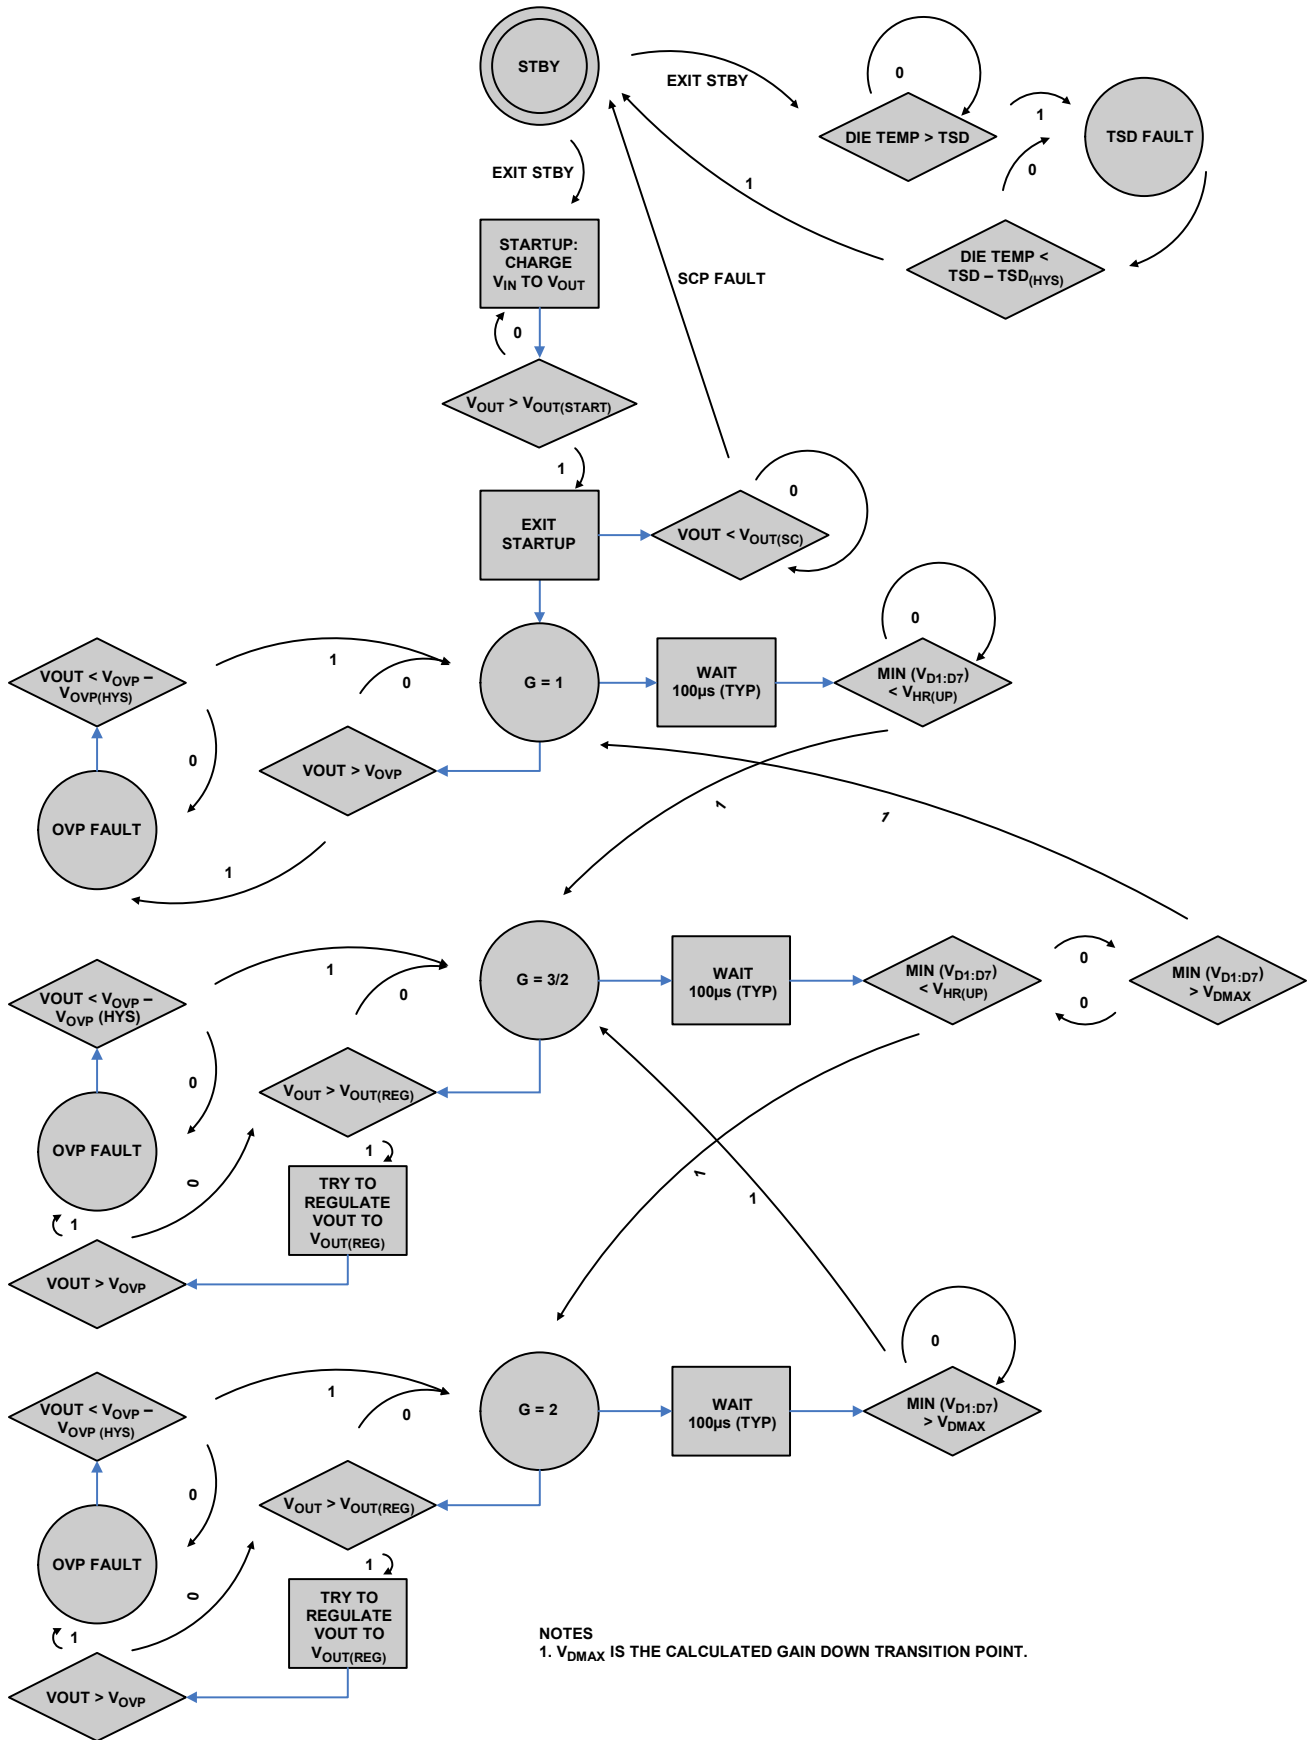 STBY
EXIT STBY
0
DIE TEMP > TSD
1
TSD FAULT
0
EXIT STBY
1
STARTUP:
CHARGE
VIN TO VOUT
DIE TEMP <
TSD – TSD(HYS)
SCP FAULT
0
VOUT > VOUT(START)
1
0
EXIT
STARTUP
VOUT < VOUT(SC)
0
VOUT < VOVP –
VOVP(HYS)
1
0
G = 1
WAIT
100µs (TYP)
MIN (VD1:D7)
< VHR(UP)
0
VOUT > VOVP
OVP FAULT
1
1
1
VOUT < VOVP –
VOVP (HYS)
1
0
G = 3/2
WAIT
100µs (TYP)
MIN (VD1:D7)
< VHR(UP)
0
0
MIN (VD1:D7)
> VDMAX
0
VOUT > VOUT(REG)
OVP FAULT
1
0
TRY TO
REGULATE
VOUT TO
VOUT(REG)
1
1
1
VOUT > VOVP
0
VOUT < VOVP –
VOVP (HYS)
1
0
G = 2
WAIT
100µs (TYP)
MIN (VD1:D7)
> VDMAX
0
VOUT > VOUT(REG)
OVP FAULT
1
0
TRY TO
REGULATE
VOUT TO
VOUT(REG)
1
VOUT > VOVP
NOTES
1. VDMAX IS THE CALCULATED GAIN DOWN TRANSITION POINT.